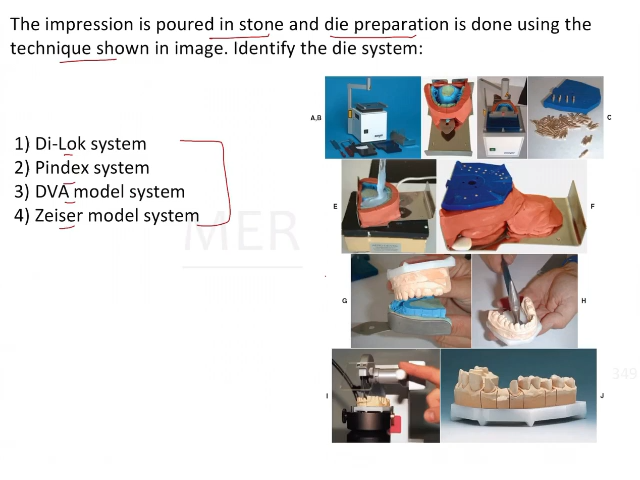 The impression is poured in stone and die preparation is done using the
technique shown in image. Identify the die system:
1) Di-Lok system
2) Pindex system
3) DVA model system
4) Zeiser model system
A,B
C
E
F
G
H
I
J
MER
349